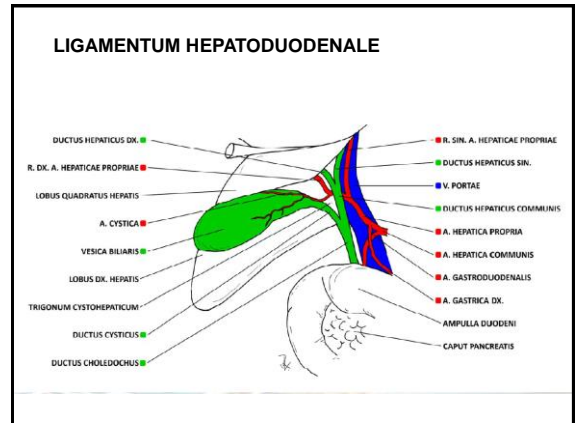 LIGAMENTUM HEPATODUODENALE
DUCTUS HEPATICUS DX.
R. DX. A. HEPATICAE PROPRIAE
LOBUS QUADRATUS HEPATIS
A. CYSTICA
VESICA BILIARIS
LOBUS DX. HEPATIS
TRIGONUM CYSTOHEPATICUM
DUCTUS CYSTICUS
DUCTUS CHOLEDOCHUS
R. SIN. A. HEPATICAE PROPRIAE
DUCTUS HEPATICUS SIN.
V. PORTAE
DUCTUS HEPATICUS COMMUNIS
A. HEPATICA PROPRIA
A. HEPATICA COMMUNIS
A. GASTRODUODENALIS
A. GASTRICA DX.
AMPULLA DUODENI
CAPUT PANCREATIS